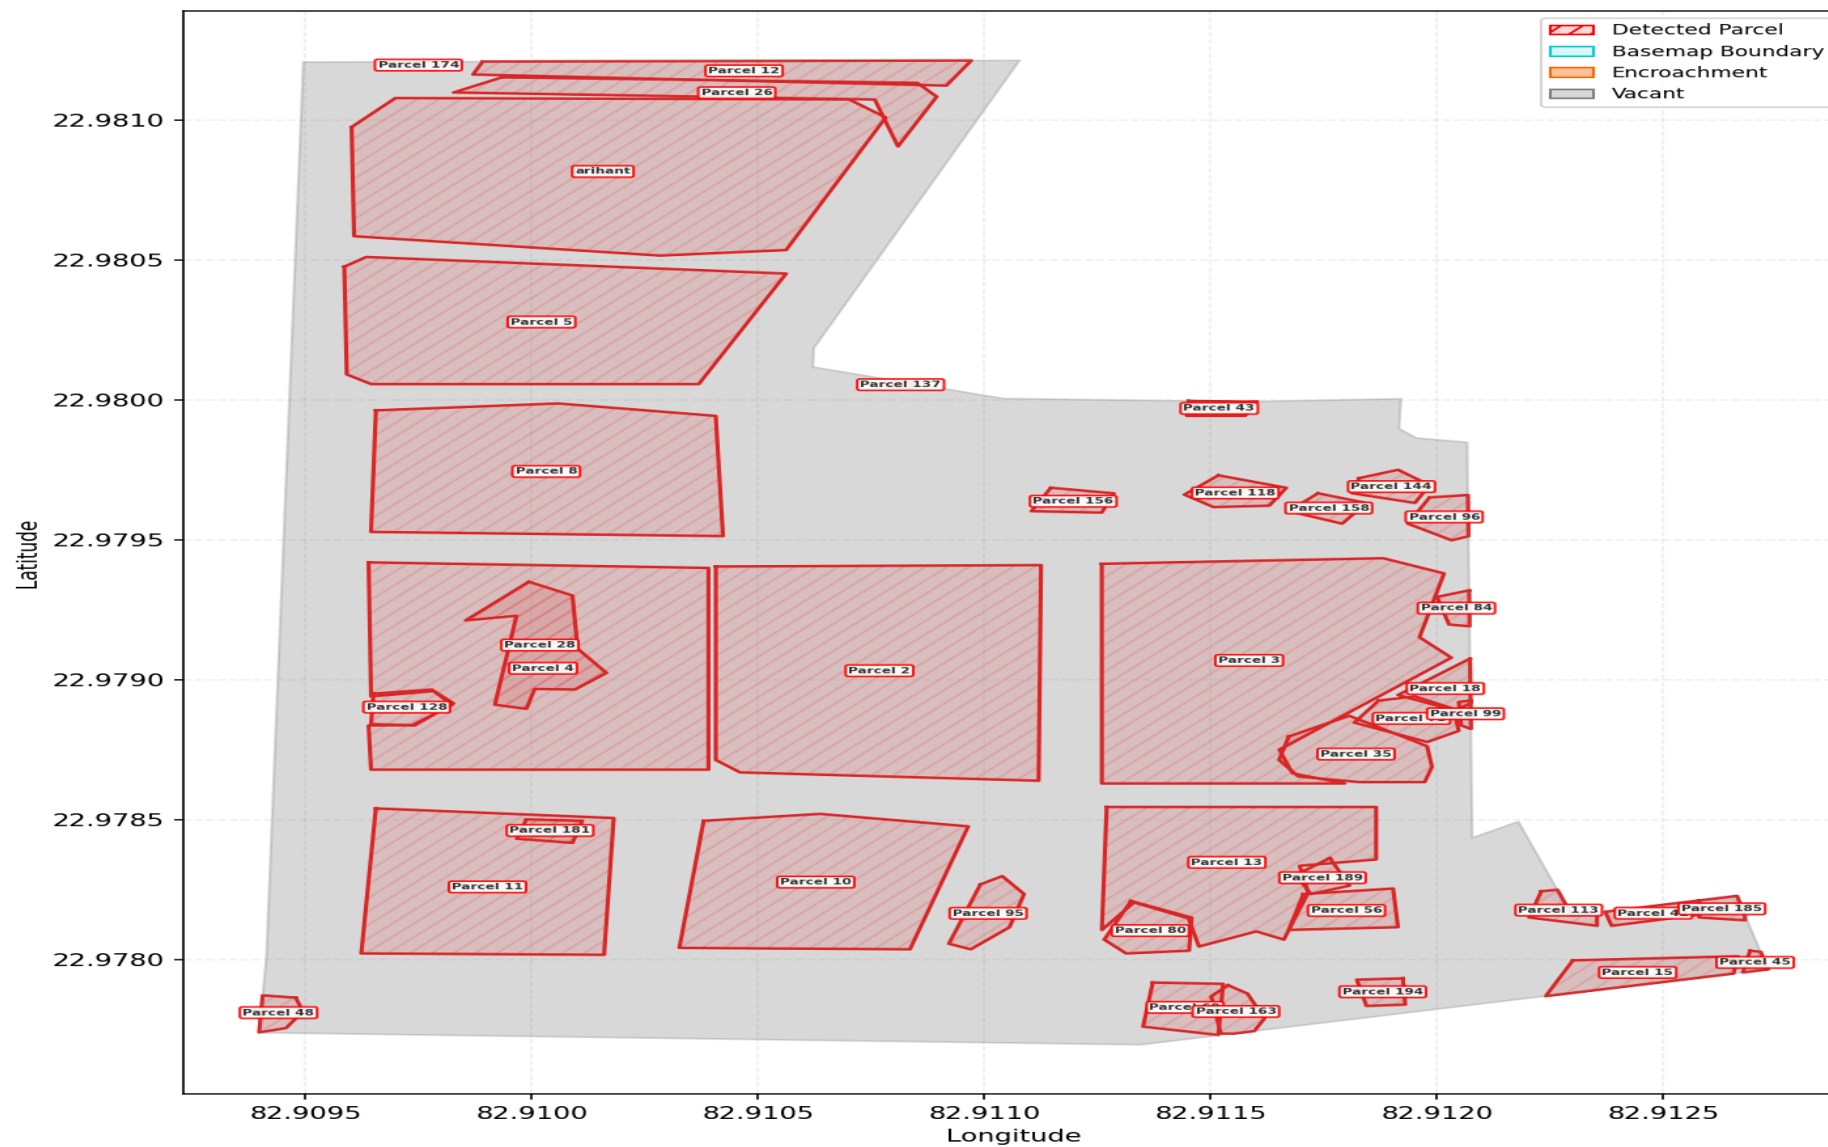 Detected Parcel
Basemap Boundary
Encroachment
Vacant
Parcel 174
Parcel 12
Parcel 26
arihant
Parcel 5
Parcel 137
Parcel 43
Parcel 8
Parcel 156
Parcel 118
Parcel 144
Parcel 158
Parcel 96
Parcel 84
Parcel 28
Parcel 4
Parcel 2
Parcel 3
Parcel 18
Parcel 128
Parcel
Parcel 99
Parcel 35
Parcel 181
Parcel 11
Parcel 10
Parcel 13
Parcel 189
Parcel 95
Parcel 56
Parcel 80
Parcel 113
Parcel
Parcel 185
Parcel 15
Parcel 45
Parcel 194
Parcel
Parcel 163
Parcel 48
22.9810
22.9805
22.9800
22.9795
22.9790
22.9785
22.9780
Latitude
82.9095
82.9100
82.9105
82.9110
82.9115
82.9120
82.9125
Longitude